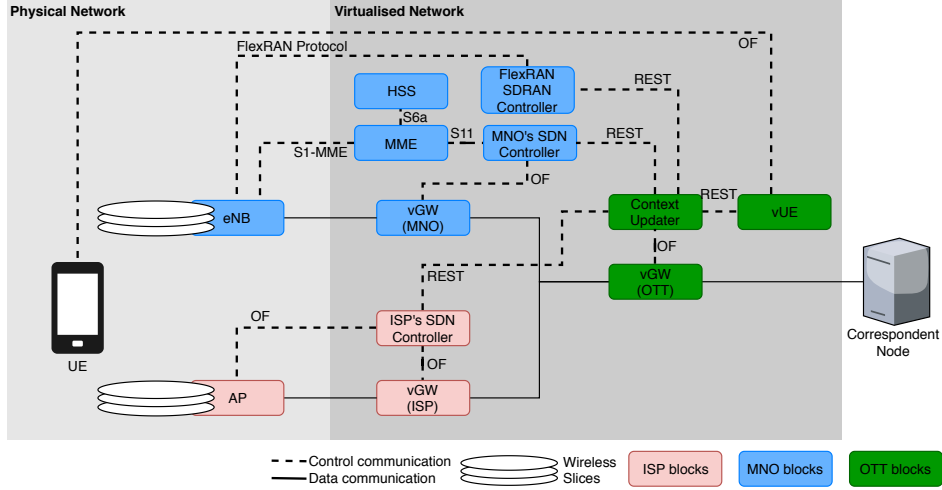 Physical Network
Virtualised Network
OF
FlexRAN Protocol
HSS
FlexRAN
SDRAN
Controller
REST
S6a
S11
REST
MME
MNO's SDN
Controller
S1-MME
OF
eNB
vGW
(MNO)
Context
Updater
REST
vUE
OF
REST
vGW
(OTT)
OF
ISP's SDN
Controller
Correspondent
Node
UE
OF
AP
vGW
(ISP)
Control communication
Data communication
Wireless
Slices
ISP blocks
MNO blocks
OTT blocks